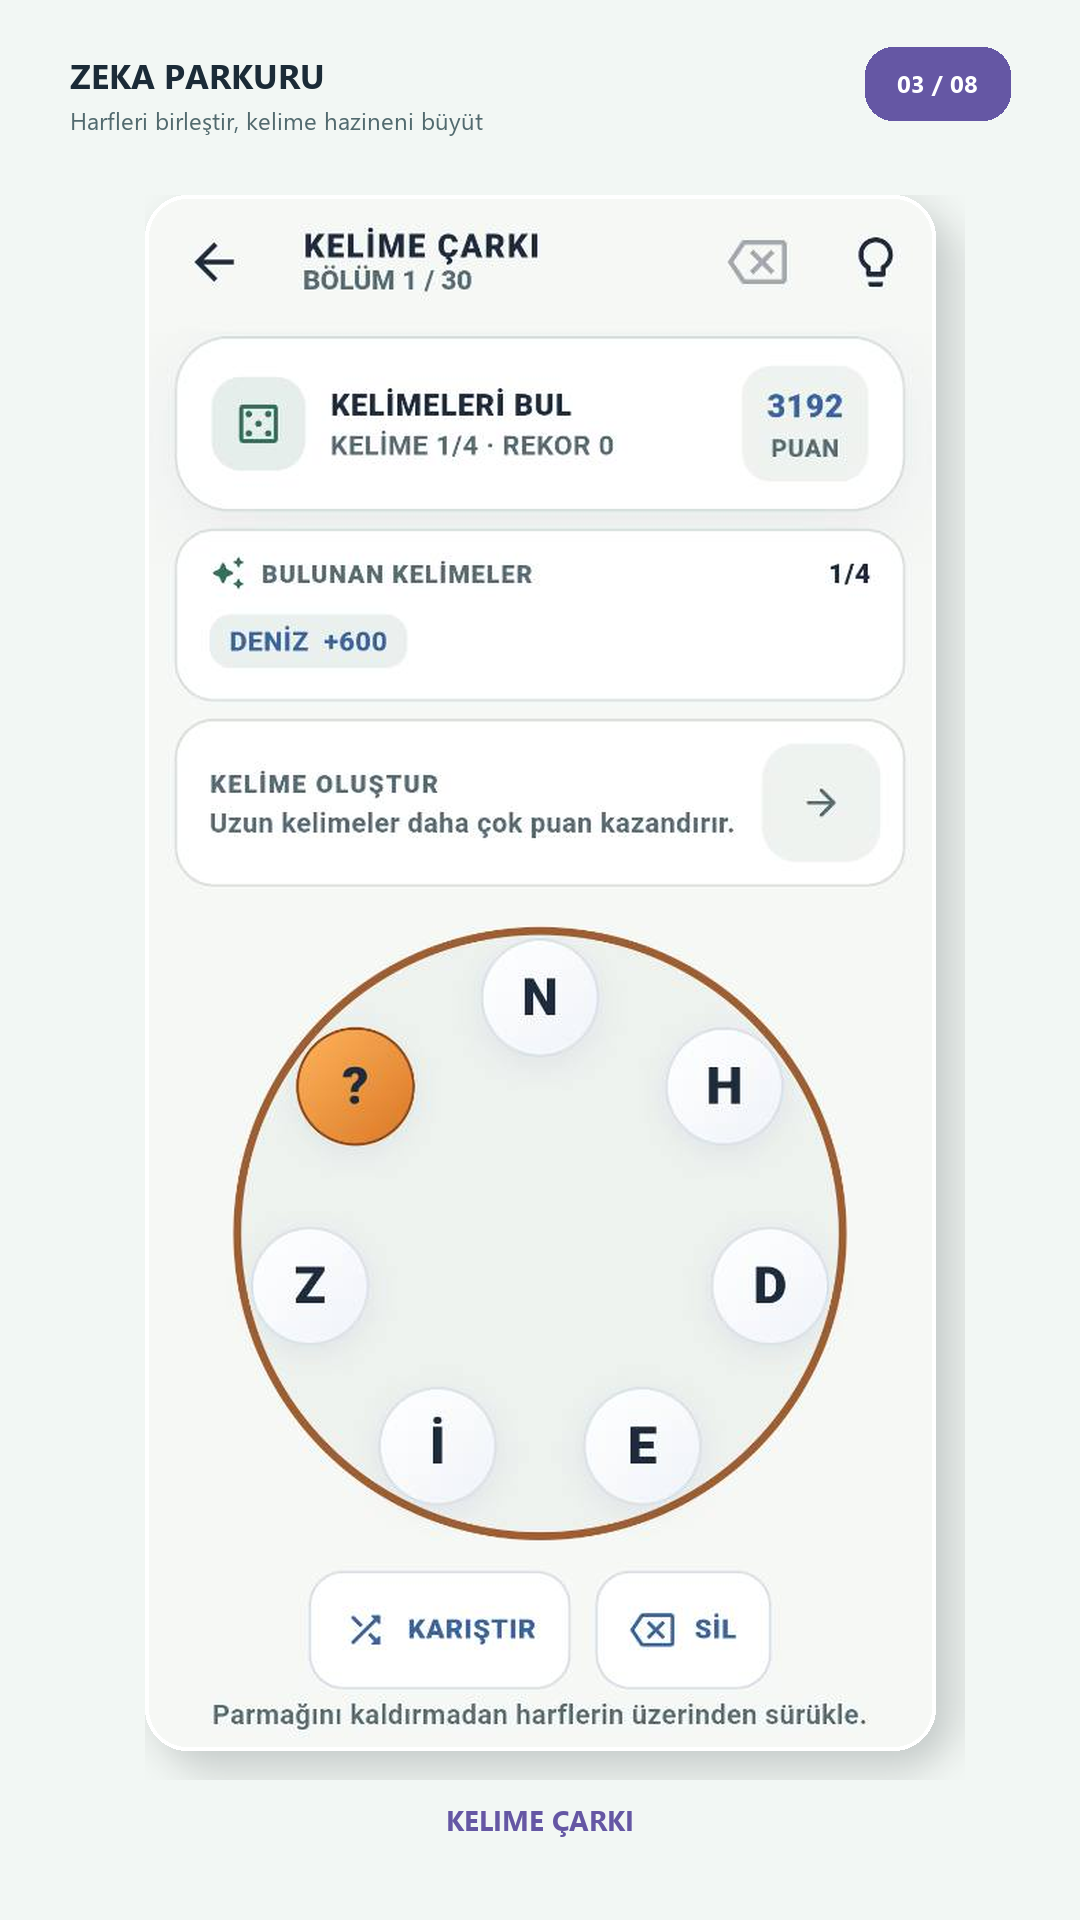 ZEKA PARKURU
03 / 08
Harfleri birleştir, kelime hazineni büyüt
KELİME ÇARKI
BÖLÜM 1 / 30
KELİMELERİ BUL
KELİME 1/4 · REKOR 0
3192
PUAN
BULUNAN KELİMELER
1/4
DENİZ +600
KELİME OLUŞTUR
Uzun kelimeler daha çok puan kazandırır.
N
?
H
Z
D
İ
E
KARIŞTIR
SİL
Parmağını kaldırmadan harflerin üzerinden sürükle.
KELIME ÇARKI